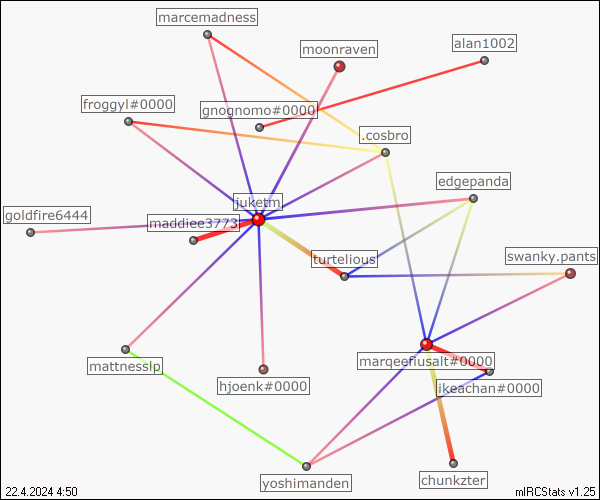 marcemadness
moonraven
alan1002
froggyl#0000
gnognomo#0000
.cosbro
edgepanda
juketm
goldfire6444
maddiee3773
turtelious
swanky.pants
marqeefiusalt#0000
mattnesslp
hjoenk#0000
ikeachan#0000
yoshimanden
chunkzter
22.4.2024 4:50
mIRCStats v1.25